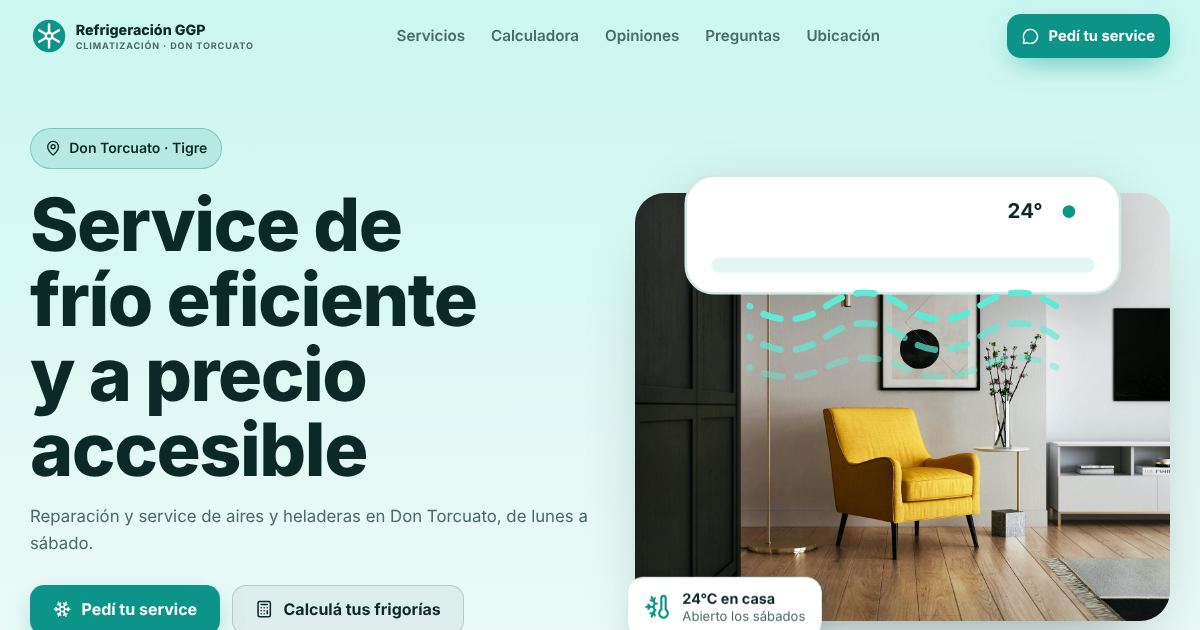 Refrigeración GGP
CLIMATIZACIÓN · DON TORCUATO
Servicios
Calculadora
Opiniones
Preguntas
Ubicación
Pedí tu service
Don Torcuato · Tigre
Service de
frío eficiente
y a precio
accesible
Reparación y service de aires y heladeras en Don Torcuato, de lunes a
sábado.
Pedí tu service
Calculá tus frigorías
24°
24°C en casa
Abierto los sábados